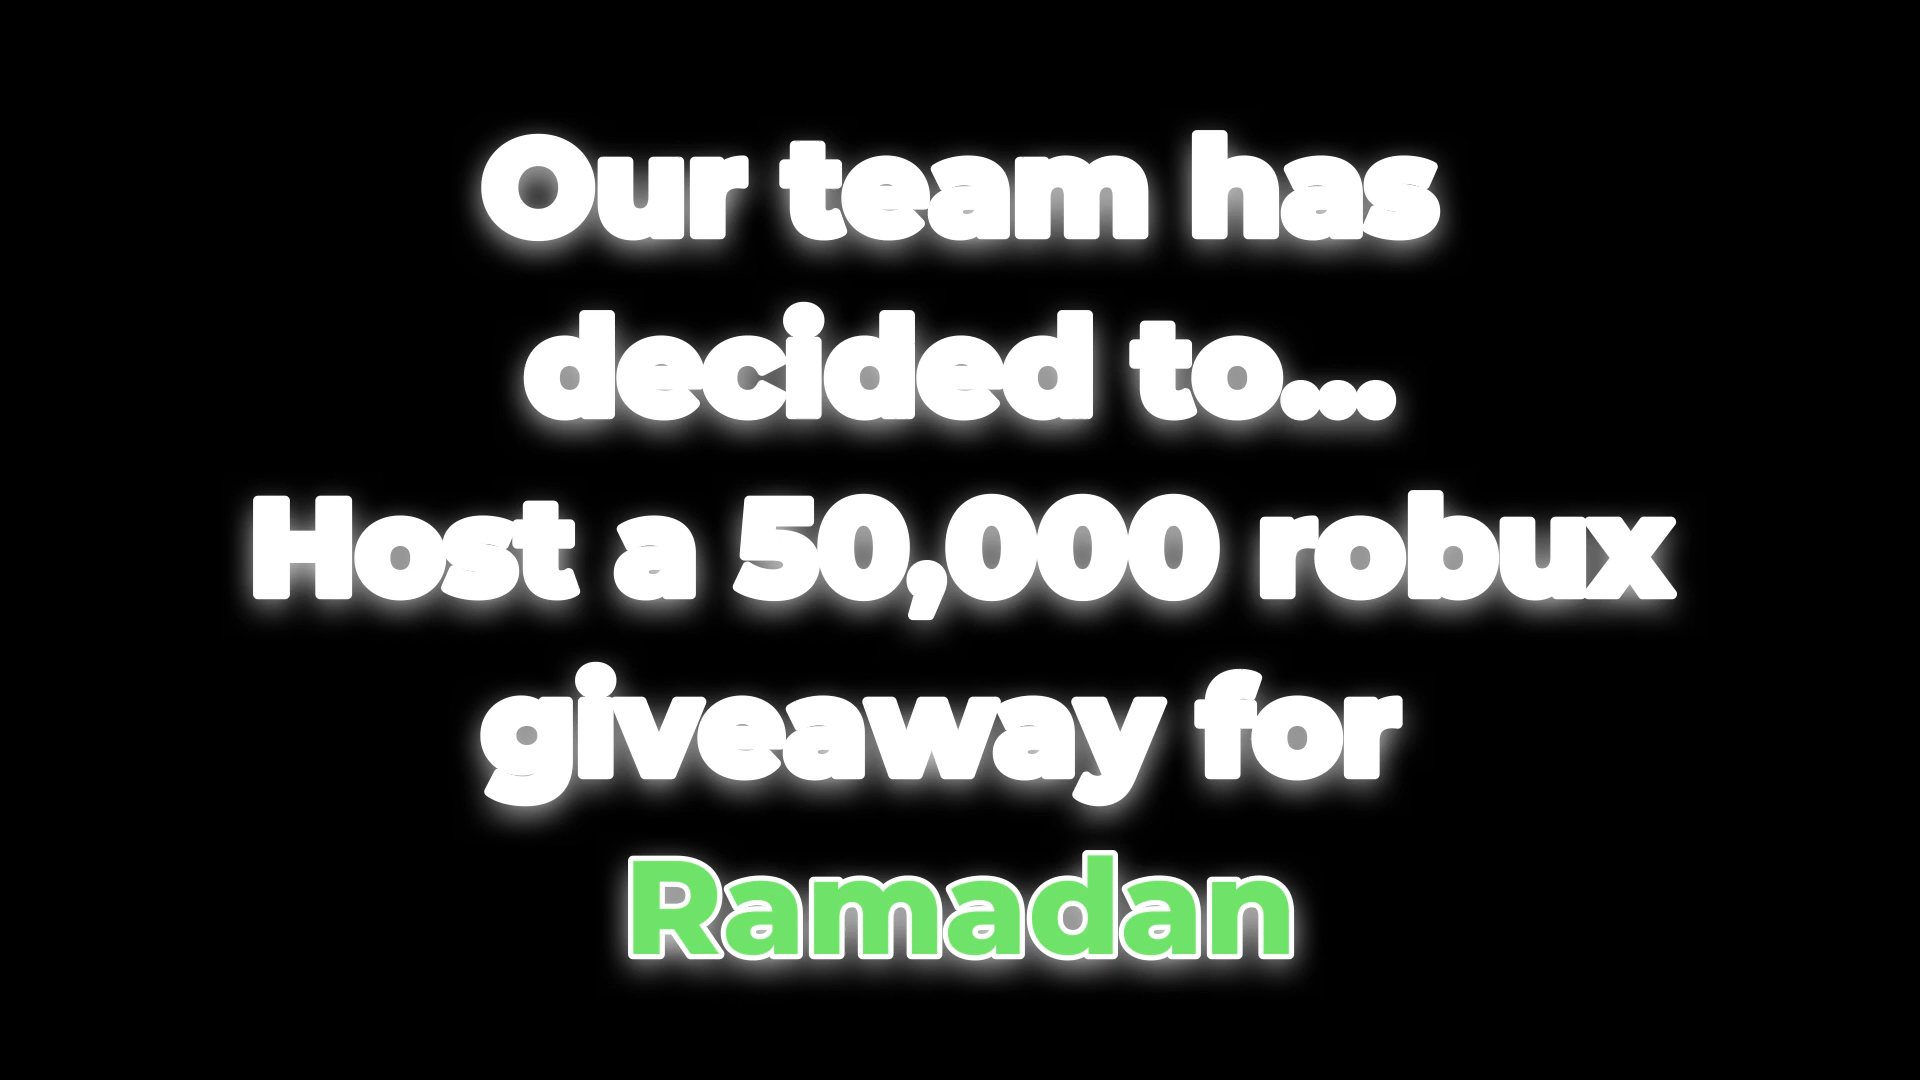 Our team has
decided to...
Host a 50,000 robux
giveaway for
Ramadan